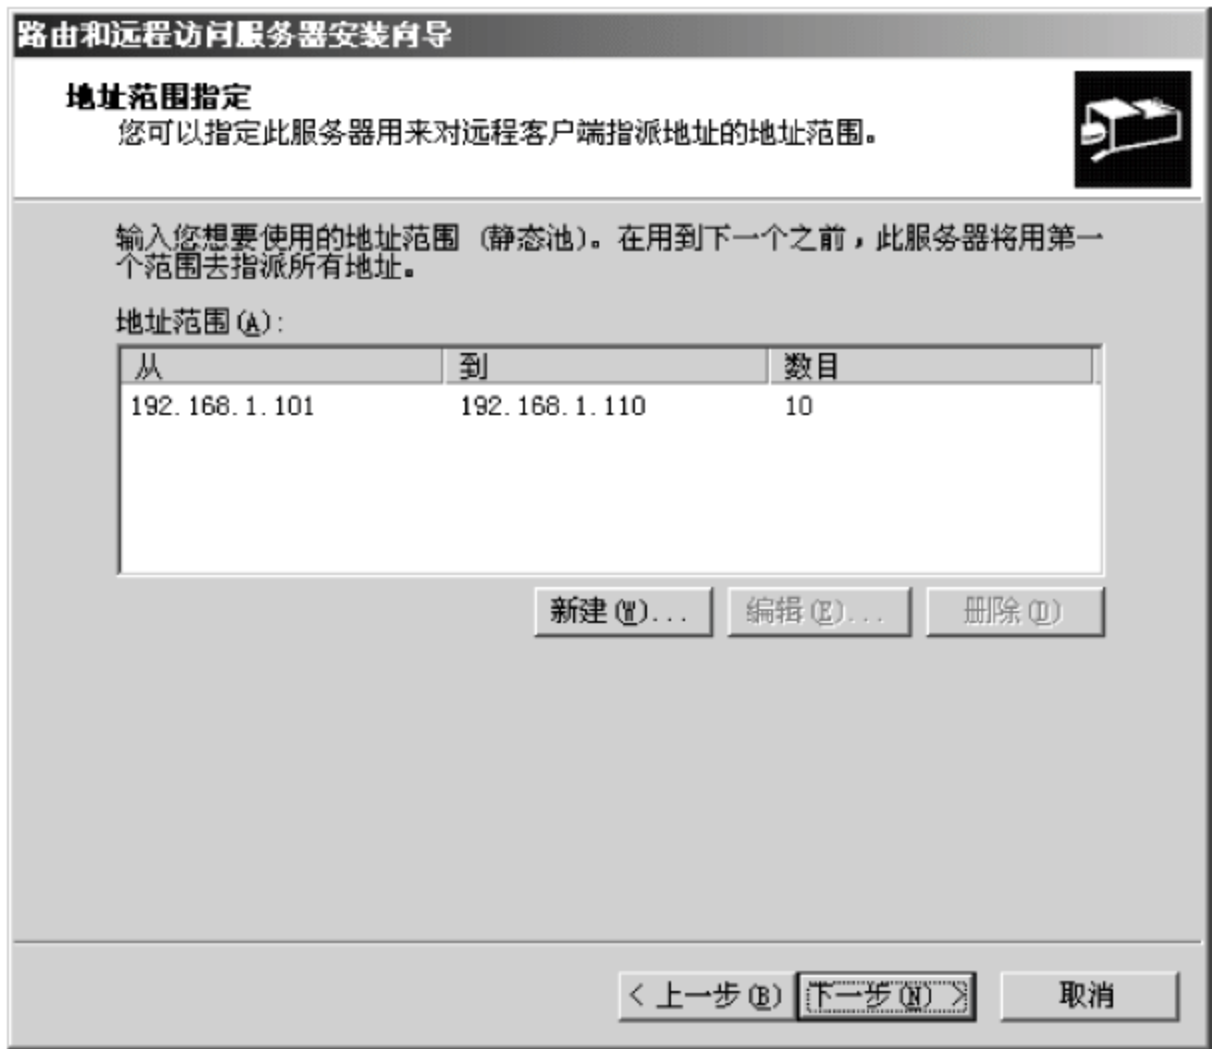 路由和远程访问服务器安装向导
地址范围指定
您可以指定此服务器用来对远程客户端指派地址的地址范围。
输入您想要使用的地址范围 (静态池)。在用到下一个之前，此服务器将用第一
个范围去指派所有地址。
地址范围(A):
从 到 数目
192.168.1.101 192.168.1.110 10
新建(W)... 编辑(E)... 删除(D)
< 上一步(B) 下一步(N) > 取消